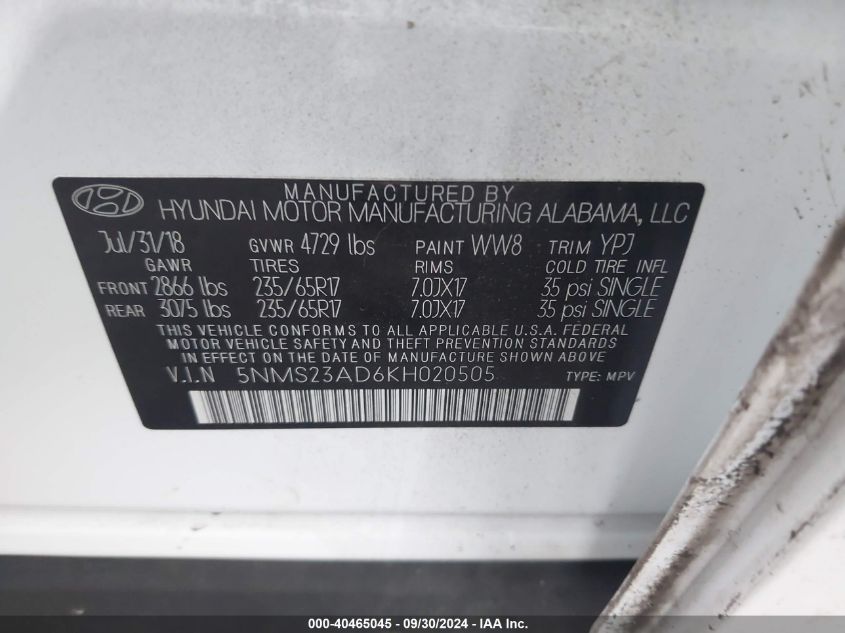 MANUFACTURED BY
HYUNDAI MOTOR MANUFACTURING ALABAMA, LLC
Jul/31/18 GVWR 4729 lbs PAINT WW8 TRIM YPJ
GAWR TIRES RIMS COLD TIRE INFL
FRONT 2866 lbs 235/65R17 7.0JX17 35 psi SINGLE
REAR 3075 lbs 235/65R17 7.0JX17 35 psi SINGLE
THIS VEHICLE CONFORMS TO ALL APPLICABLE U.S.A. FEDERAL
MOTOR VEHICLE SAFETY AND THEFT PREVENTION STANDARDS
IN EFFECT ON THE DATE OF MANUFACTURE SHOWN ABOVE
V.I.N 5NMS23AD6KH020505 TYPE: MPV
000-40465045 - 09/30/2024 - IAA Inc.